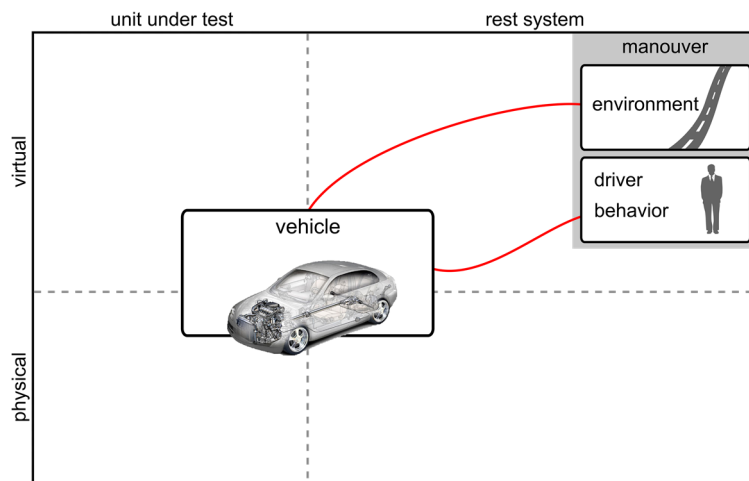 unit under test
rest system
manouver
environment
driver
behavior
vehicle
virtual
physical